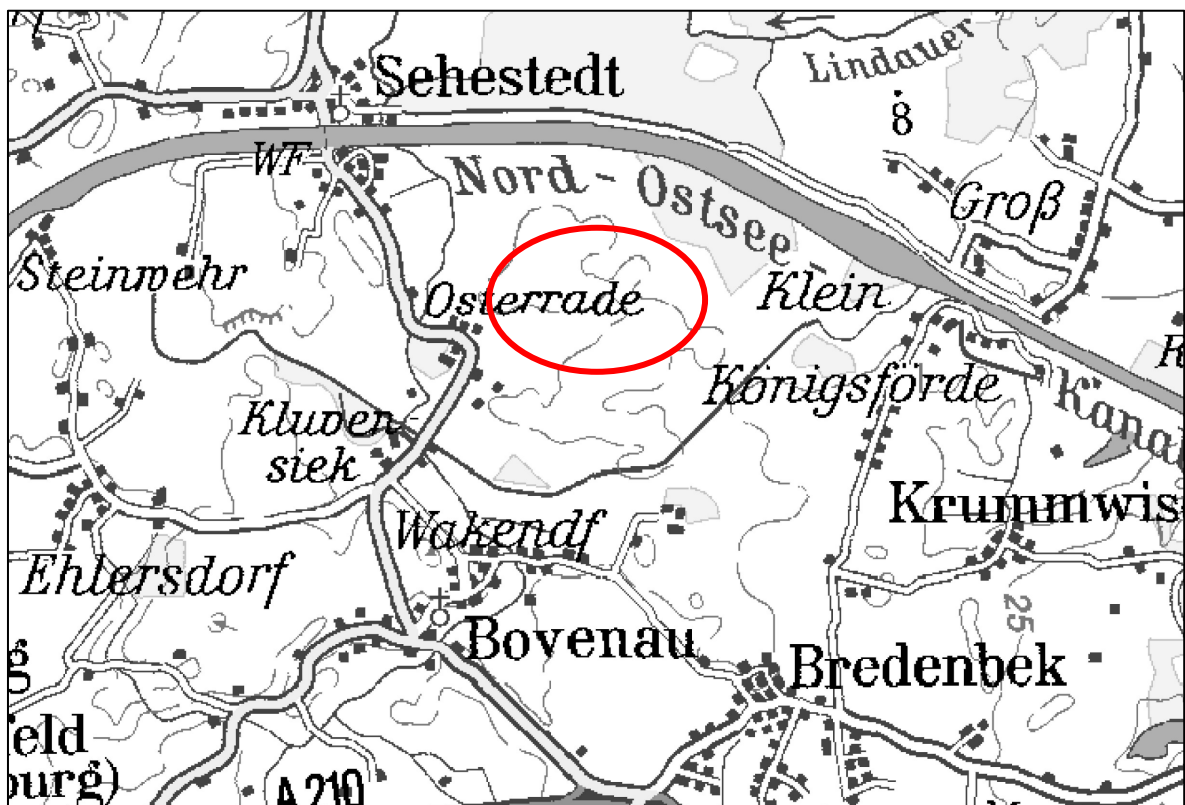 Sehestedt
Lindauer
8
WF
Nord - Ostsee -
Groß
Steinwehr
Osterrade
Klein
Königsförde
Kanal
Kluven-
siek
Wakendf
Krummwis
Ehlersdorf
25
Bovenau
Bredenbek
g
eld
burg)
A 210